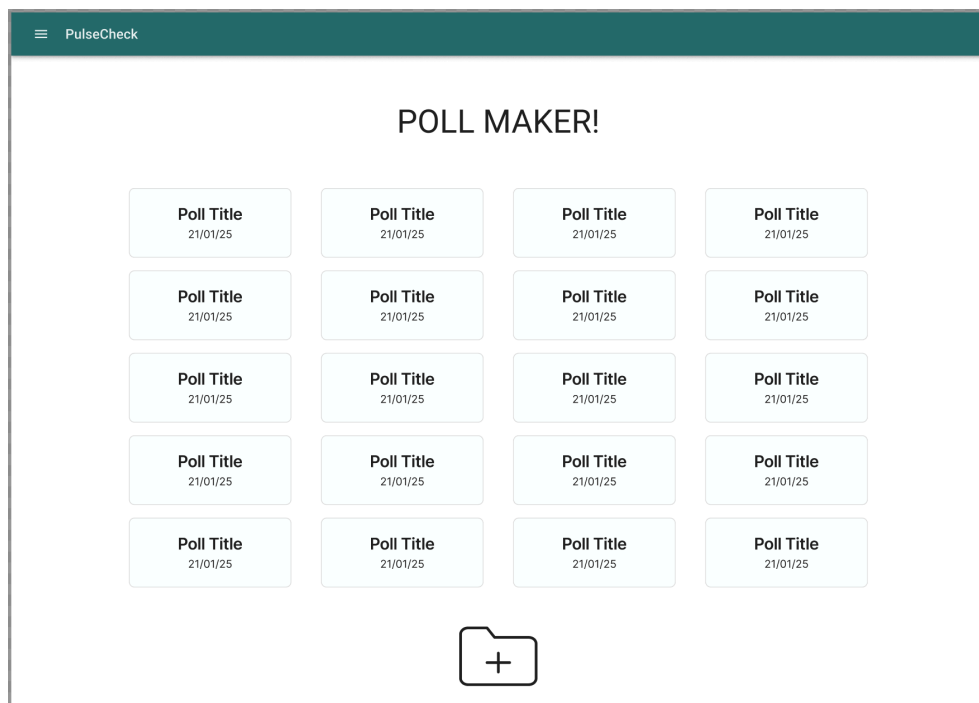 PulseCheck
POLL MAKER!
Poll Title Poll Title Poll Title Poll Title
21/01/25 21/01/25 21/01/25 21/01/25
Poll Title Poll Title Poll Title Poll Title
21/01/25 21/01/25 21/01/25 21/01/25
Poll Title Poll Title Poll Title Poll Title
21/01/25 21/01/25 21/01/25 21/01/25
Poll Title Poll Title Poll Title Poll Title
21/01/25 21/01/25 21/01/25 21/01/25
Poll Title Poll Title Poll Title Poll Title
21/01/25 21/01/25 21/01/25 21/01/25